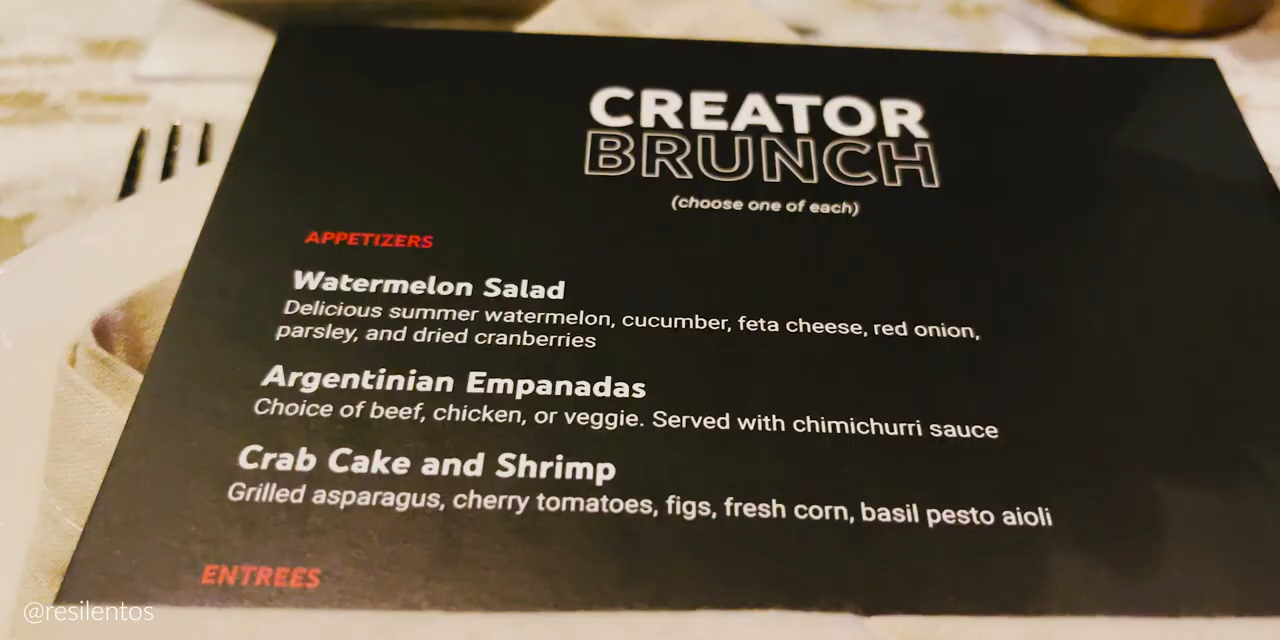 CREATOR
BRUNCH
(choose one of each)
APPETIZERS
Watermelon Salad
Delicious summer watermelon, cucumber, feta cheese, red onion,
parsley, and dried cranberries
Argentinian Empanadas
Choice of beef, chicken, or veggie. Served with chimichurri sauce
Crab Cake and Shrimp
Grilled asparagus, cherry tomatoes, figs, fresh corn, basil pesto aioli
ENTREES
@resilentos